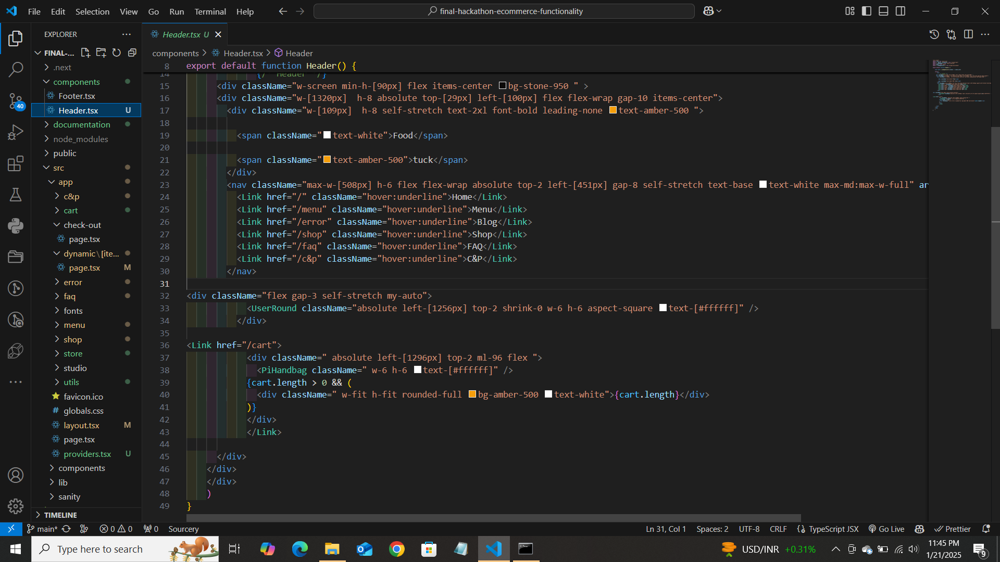 File Edit Selection View Go Run Terminal Help
final-hackathon-ecommerce-functionality
EXPLORER
FINAL-...
.next
components
Footer.tsx
Header.tsx U
documentation
node_modules
public
src
app
c&p
cart
check-out
page.tsx
dynamic\[ite...
page.tsx M
error
faq
fonts
menu
shop
store
studio
utils
favicon.ico
globals.css
layout.tsx M
page.tsx
providers.tsx U
components
lib
sanity
TIMELINE
40
Header.tsx U
components > Header.tsx > Header
8 export default function Header() {
14 {/* Header */}
15 <div className="w-screen min-h-[90px] flex items-center bg-stone-950 " >
16 <div className="w-[1320px]  h-8 absolute top-[29px] left-[100px] flex flex-wrap gap-10 items-center">
17 <div className="w-[109px]  h-8 self-stretch text-2xl font-bold leading-none text-amber-500 ">
18
19 <span className="text-white">Food</span>
20
21 <span className="text-amber-500">tuck</span>
22 </div>
23 <nav className="max-w-[508px] h-6 flex flex-wrap absolute top-2 left-[451px] gap-8 self-stretch text-base text-white max-md:max-w-full" ar
24 <Link href="/" className="hover:underline">Home</Link>
25 <Link href="/menu" className="hover:underline">Menu</Link>
26 <Link href="/error" className="hover:underline">Blog</Link>
27 <Link href="/shop" className="hover:underline">Shop</Link>
28 <Link href="/faq" className="hover:underline">FAQ</Link>
29 <Link href="/c&p" className="hover:underline">C&P</Link>
30 </nav>
31
32 <div className="flex gap-3 self-stretch my-auto">
33 <UserRound className="absolute left-[1256px] top-2 shrink-0 w-6 h-6 aspect-square text-[#ffffff]" />
34 </div>
35
36 <Link href="/cart">
37 <div className=" absolute left-[1296px] top-2 ml-96 flex ">
38 <PiHandbag className=" w-6 h-6 text-[#ffffff]" />
39 {cart.length > 0 && (
40 <div className=" w-fit h-fit rounded-full bg-amber-500 text-white">{cart.length}</div>
41 )}
42 </div>
43 </Link>
44
45 </div>
46 </div>
47 </div>
48 )
49 }
main* 0 0 0 Sourcery
Ln 31, Col 1 Spaces: 2 UTF-8 CRLF TypeScript JSX Go Live Prettier
Type here to search
USD/INR +0.31%
11:45 PM
1/21/2025
9